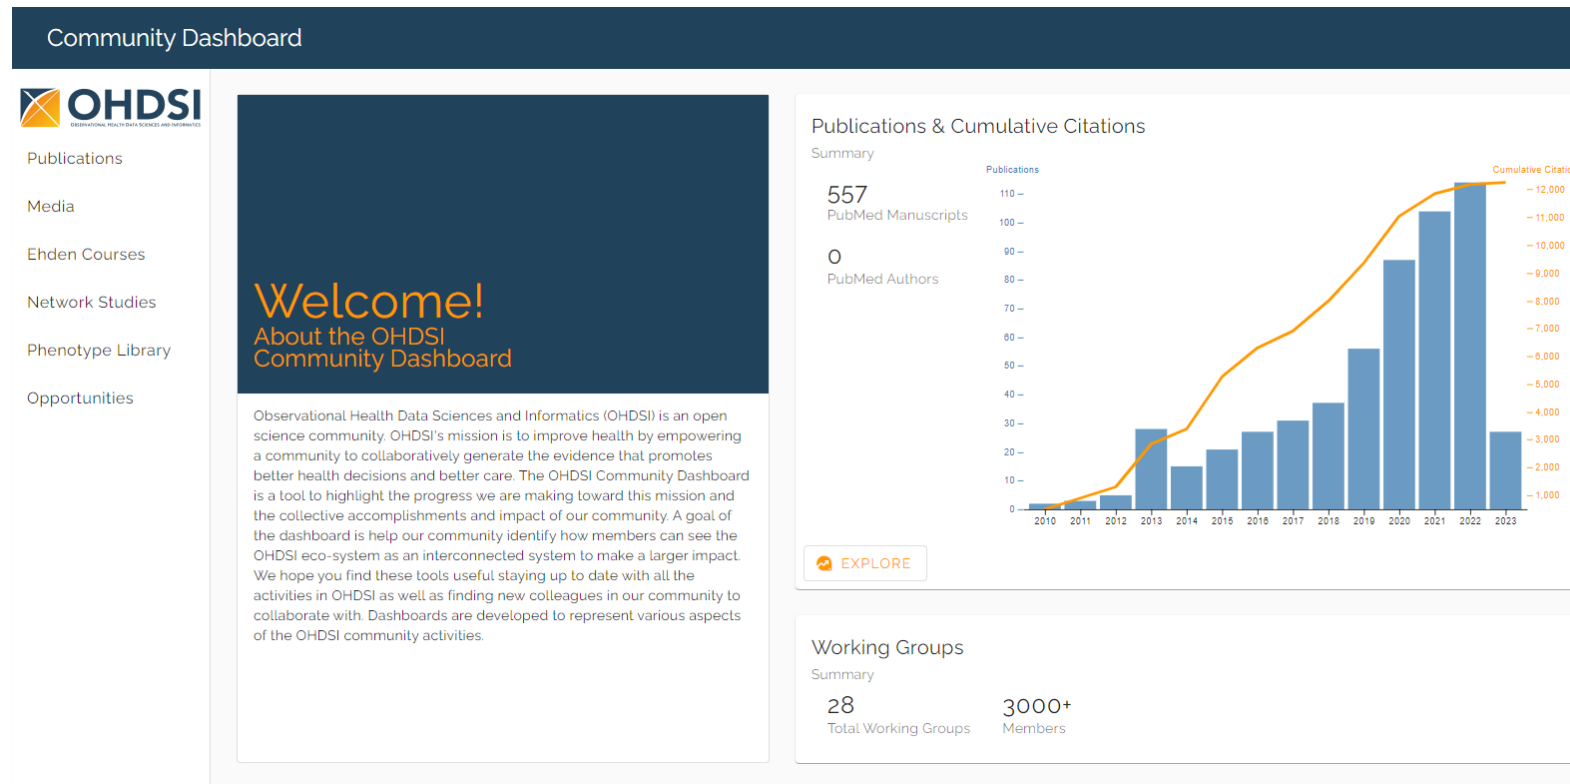 Community Dashboard
OHDSI
OBSERVATIONAL HEALTH DATA SCIENCES AND INFORMATICS
Publications
Media
Ehden Courses
Network Studies
Phenotype Library
Opportunities
Welcome!
About the OHDSI
Community Dashboard
Observational Health Data Sciences and Informatics (OHDSI) is an open
science community. OHDSI's mission is to improve health by empowering
a community to collaboratively generate the evidence that promotes
better health decisions and better care. The OHDSI Community Dashboard
is a tool to highlight the progress we are making toward this mission and
the collective accomplishments and impact of our community. A goal of
the dashboard is help our community identify how members can see the
OHDSI eco-system as an interconnected system to make a larger impact.
We hope you find these tools useful staying up to date with all the
activities in OHDSI as well as finding new colleagues in our community to
collaborate with. Dashboards are developed to represent various aspects
of the OHDSI community activities.
Publications & Cumulative Citations
Summary
557
PubMed Manuscripts
0
PubMed Authors
Publications
110
100
90
80
70
60
50
40
30
20
10
0
Cumulative Citatio
12,000
11,000
10,000
9,000
8,000
7,000
6,000
5,000
4,000
3,000
2,000
1,000
2010 2011 2012 2013 2014 2015 2016 2017 2018 2019 2020 2021 2022 2023
EXPLORE
Working Groups
Summary
28
Total Working Groups
3000+
Members